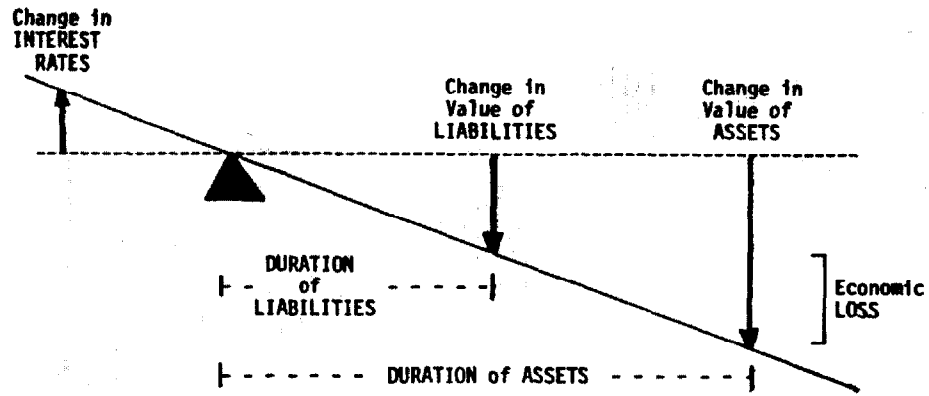 Change in
INTEREST
RATES
Change in
Value of
LIABILITIES
Change in
Value of
ASSETS
DURATION
of
LIABILITIES
Economic
LOSS
DURATION of ASSETS